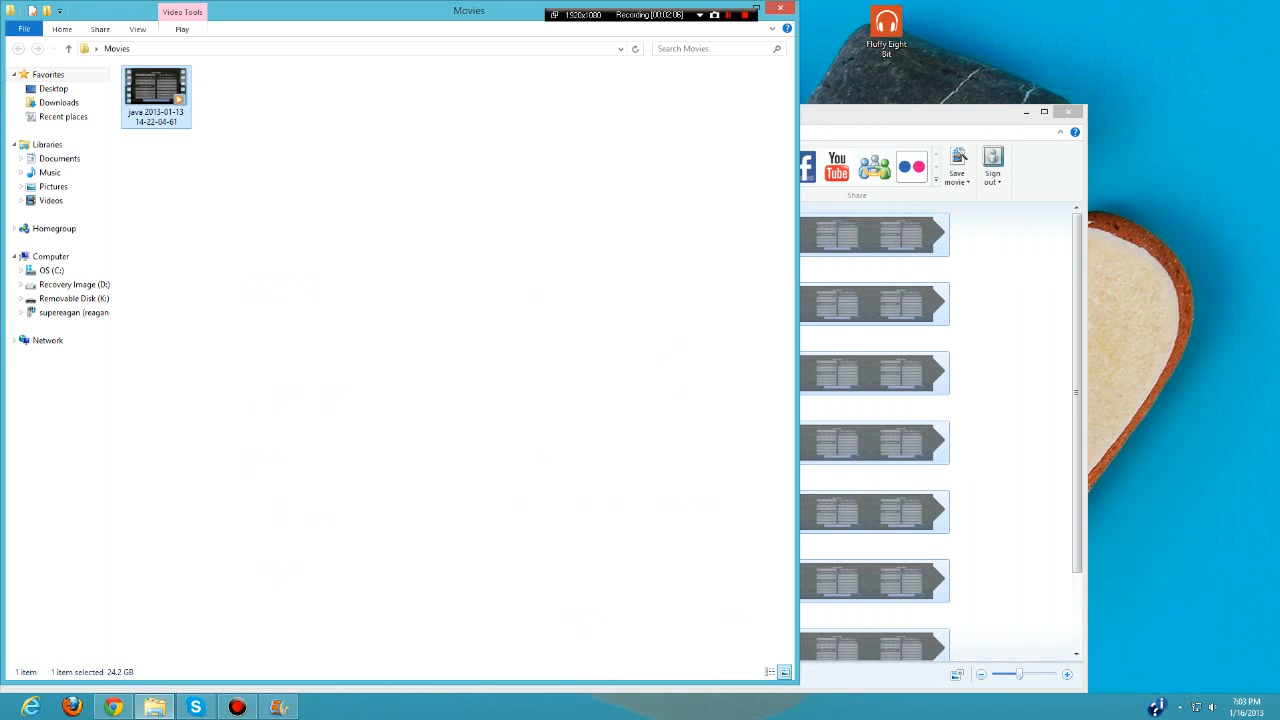 Video Tools
Movies
1920x1080 Recording [00:02:06]
File Home Share View Play
Movies
Search Movies
Favorites
Desktop
Downloads
Recent places
Libraries
Documents
Music
Pictures
Videos
Homegroup
Computer
OS (C:)
Recovery Image (D:)
Removable Disk (K:)
supereagan (reagan
Network
java 2013-01-13
14-22-04-61
1 item 1 item selected 24.2 GB
Fluffy Eight
Bit
You
Tube
Save
movie
Sign
out
Share
7:03 PM
1/16/2013